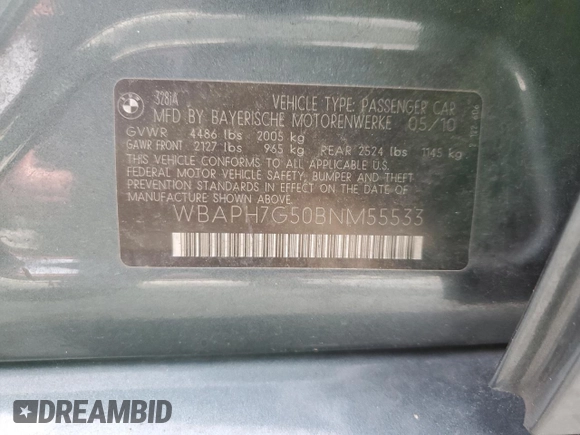 BMW
328iA VEHICLE TYPE: PASSENGER CAR
MFD BY BAYERISCHE MOTORENWERKE 05/10
GVWR 4486 lbs 2005 kg
GAWR FRONT 2127 lbs 965 kg REAR 2524 lbs 1145 kg
THIS VEHICLE CONFORMS TO ALL APPLICABLE U.S.
FEDERAL MOTOR VEHICLE SAFETY, BUMPER AND THEFT
PREVENTION STANDARDS IN EFFECT ON THE DATE OF
MANUFACTURE SHOWN ABOVE.
WBAPH7G50BNM55533
DREAMBID